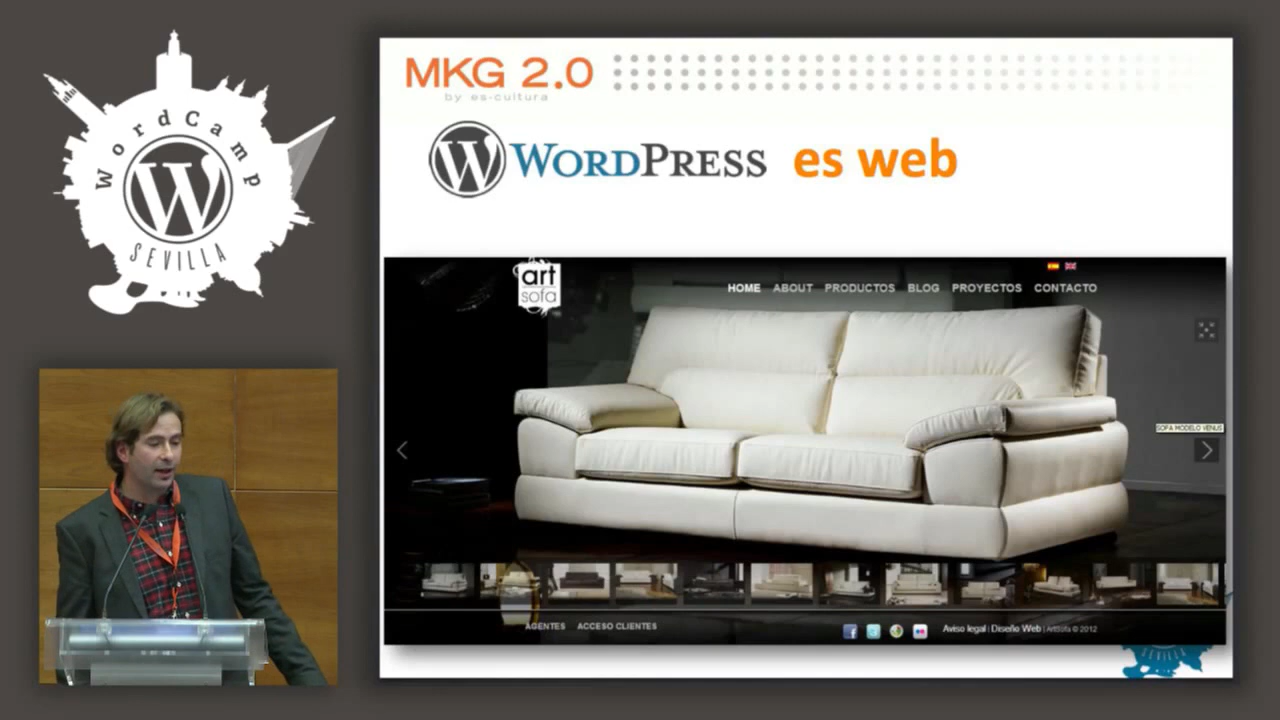 WordCamp
SEVILLA
MKG 2.0
by es-cultura
WORDPRESS es web
art
sofa
HOME ABOUT PRODUCTOS BLOG PROYECTOS CONTACTO
SOFA MODELO VENUS
AGENTES ACCESO CLIENTES
Aviso legal | Diseño Web | ArtSofa © 2012
SEVILLA